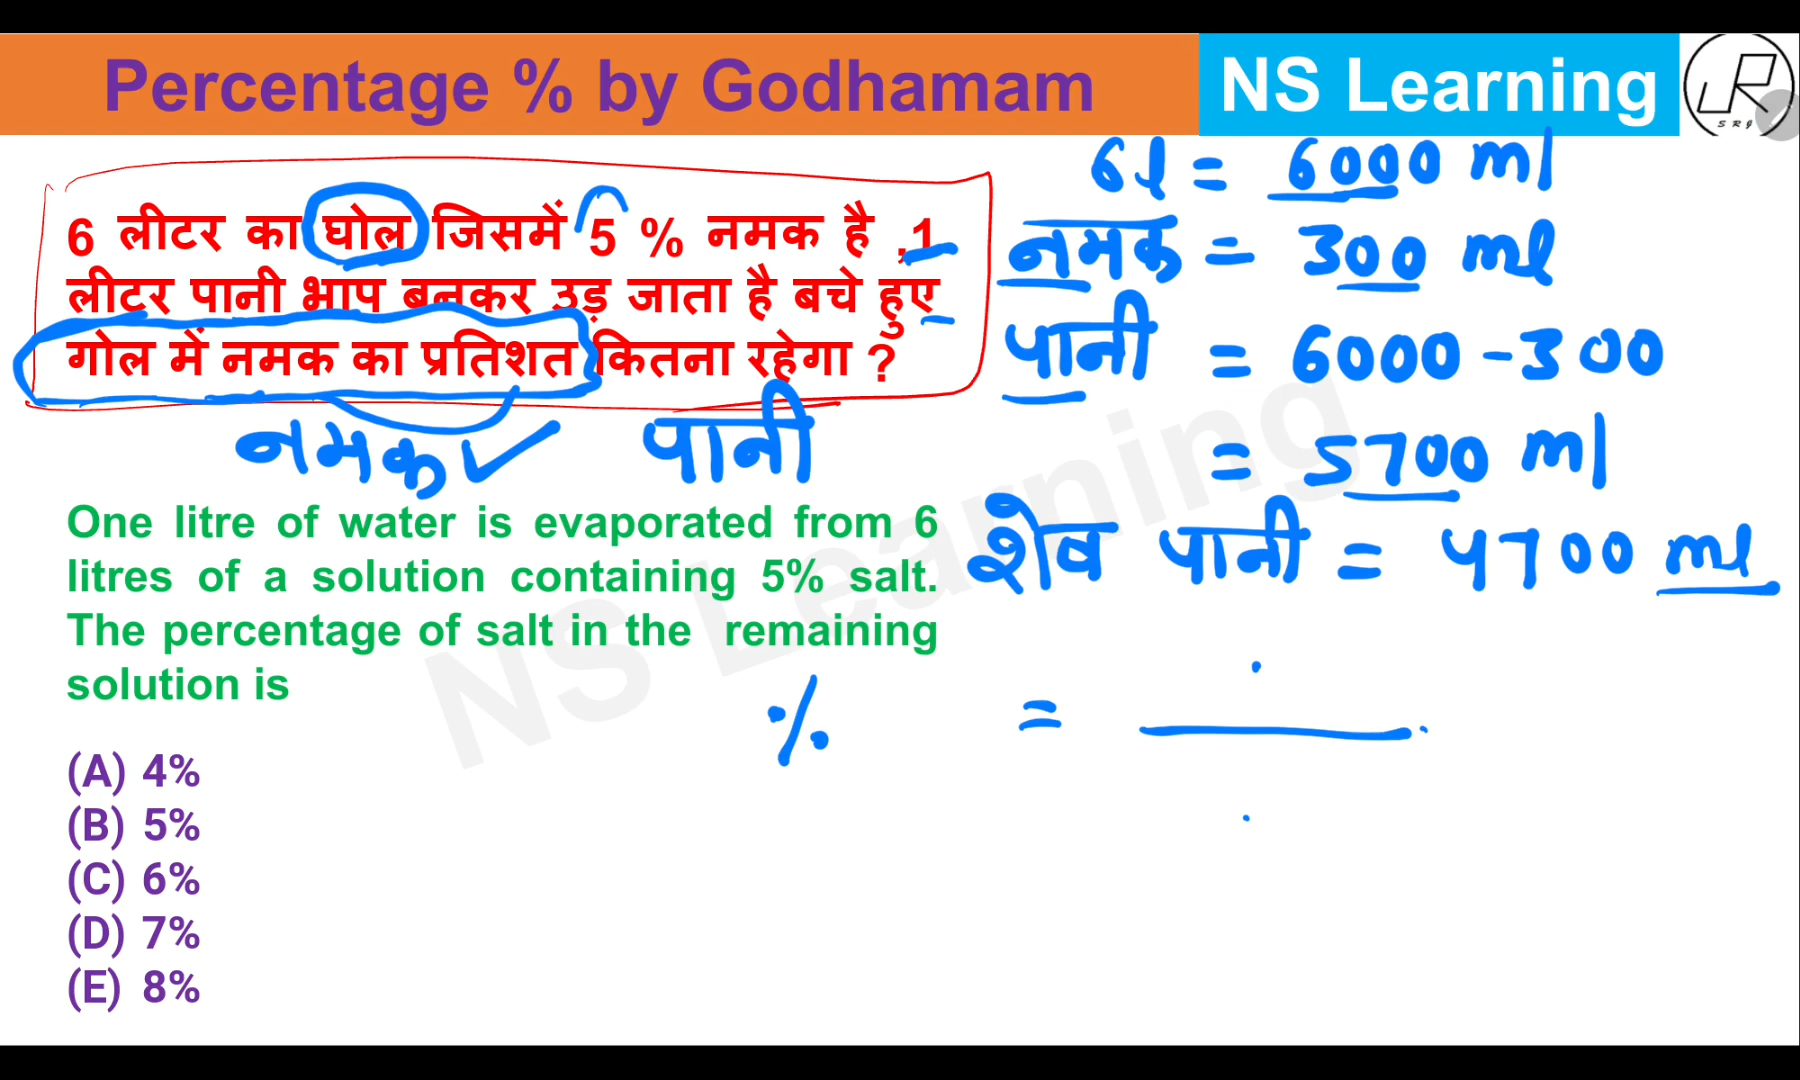 Percentage % by Godhamam
NS Learning
SRJ
6 लीटर का घोल जिसमें 5 % नमक है ,1
लीटर पानी भाप बनकर उड़ जाता है बचे हुए
गोल में नमक का प्रतिशत कितना रहेगा ?
नमक ✓ पानी
One litre of water is evaporated from 6
litres of a solution containing 5% salt.
The percentage of salt in the remaining
solution is
(A) 4%
(B) 5%
(C) 6%
(D) 7%
(E) 8%
6l = 6000 ml
नमक = 300 ml
पानी = 6000 - 300
= 5700 ml
शेष पानी = 4700 ml
% =
NS Learning